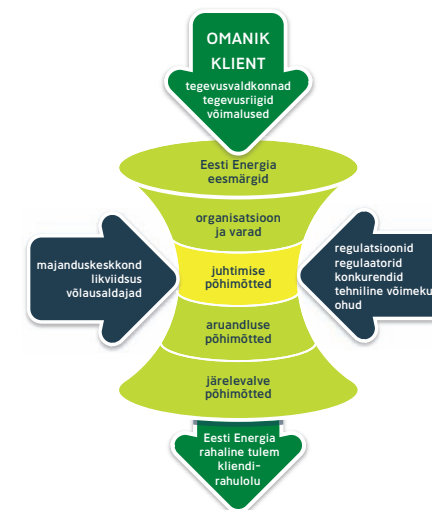 OMANIK
KLIENT
tegevusvaldkonnad
tegevusriigid
võimalused
Eesti Energia
eesmärgid
organisatsioon
ja varad
majanduskeskkond
likviidsus
võlausaldajad
juhtimise
põhimõtted
regulatsioonid
regulaatorid
konkurendid
tehniline
ohud
aruandluse
põhimõtted
järelevalve
põhimõtted
Eesti Energia
rahaline tulem
kliendi-
rahulolu